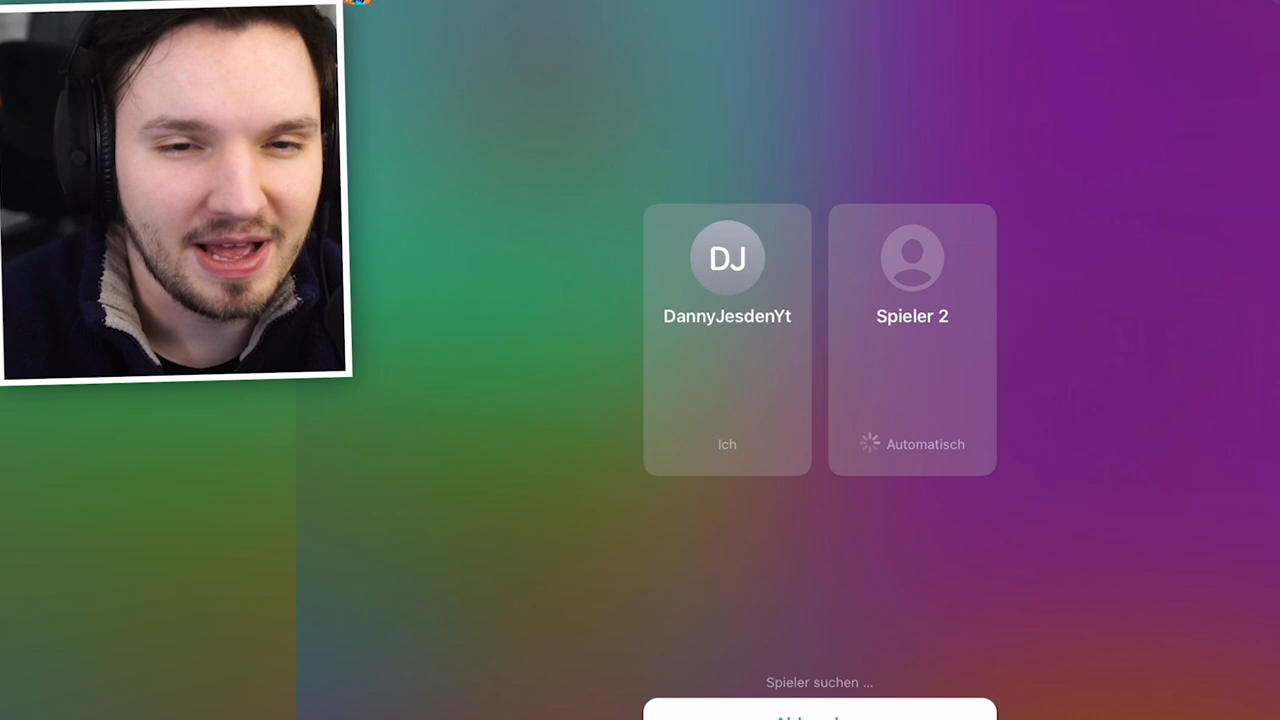 DJ
DannyJesdenYt
Ich
Spieler 2
Automatisch
Spieler suchen ...